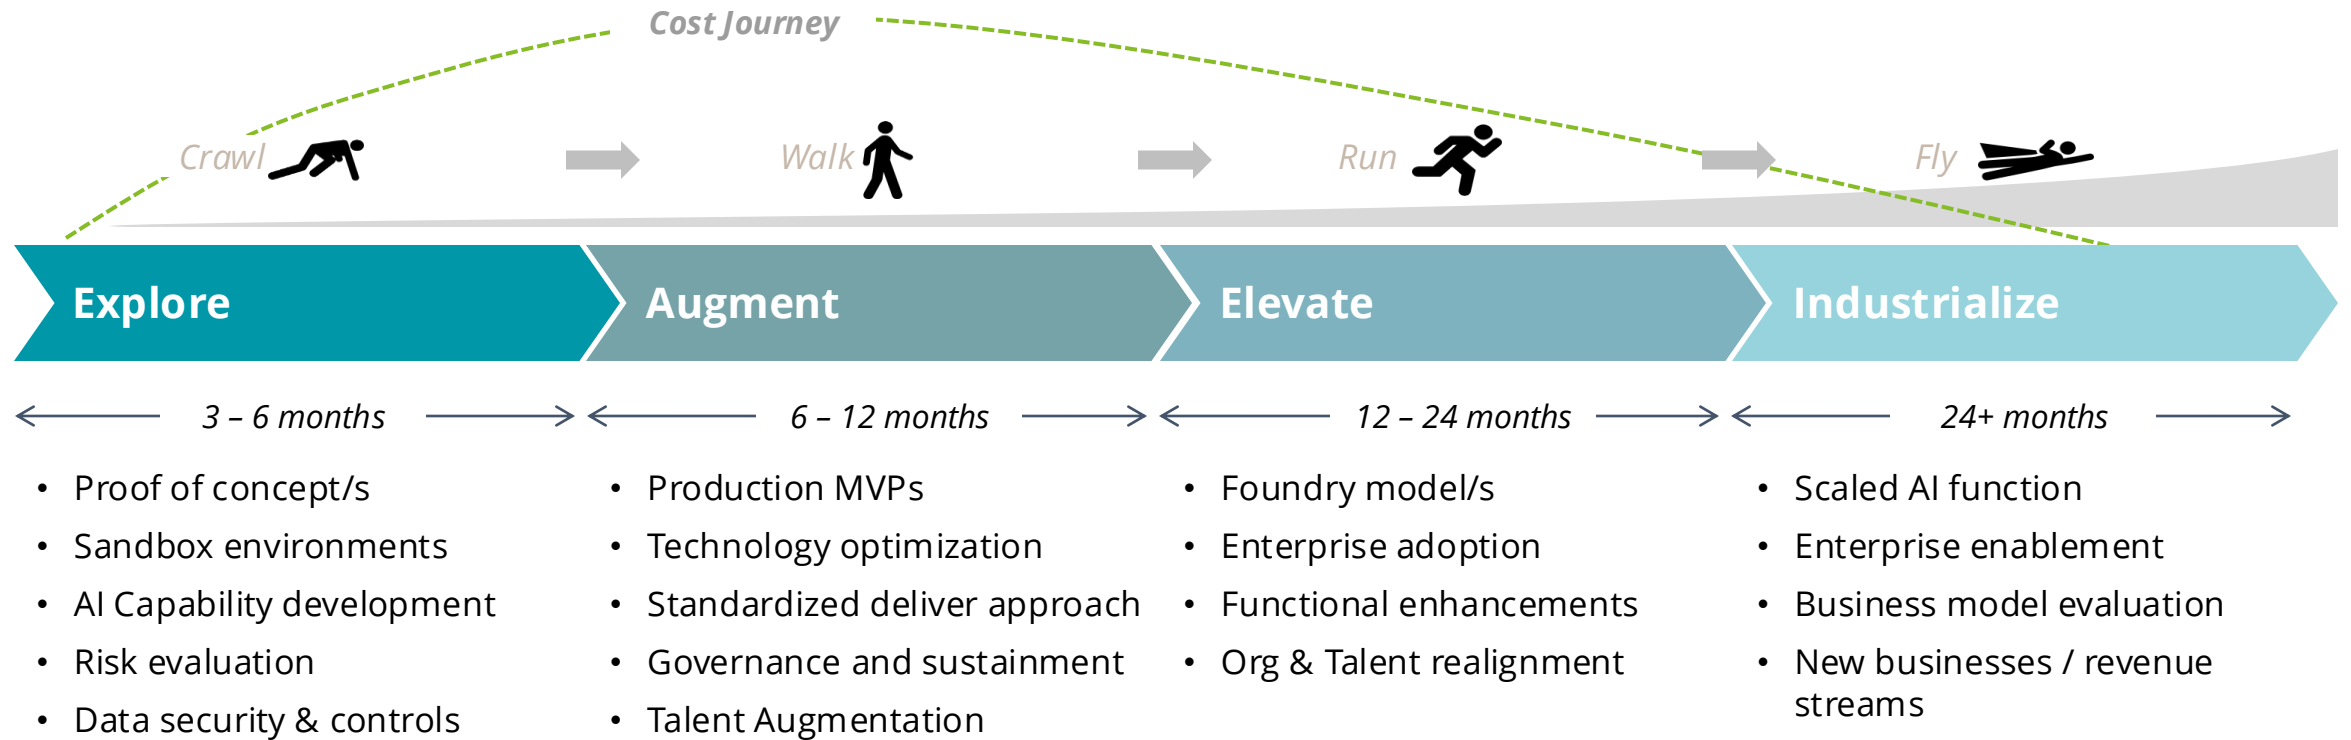 Cost Journey
Crawl
Walk
Run
Fly
Explore
Augment
Elevate
Industrialize
3 – 6 months
6 – 12 months
12 – 24 months
24+ months
• Proof of concept/s
• Sandbox environments
• AI Capability development
• Risk evaluation
• Data security & controls
• Production MVPs
• Technology optimization
• Standardized deliver approach
• Governance and sustainment
• Talent Augmentation
• Foundry model/s
• Enterprise adoption
• Functional enhancements
• Org & Talent realignment
• Scaled AI function
• Enterprise enablement
• Business model evaluation
• New businesses / revenue
streams